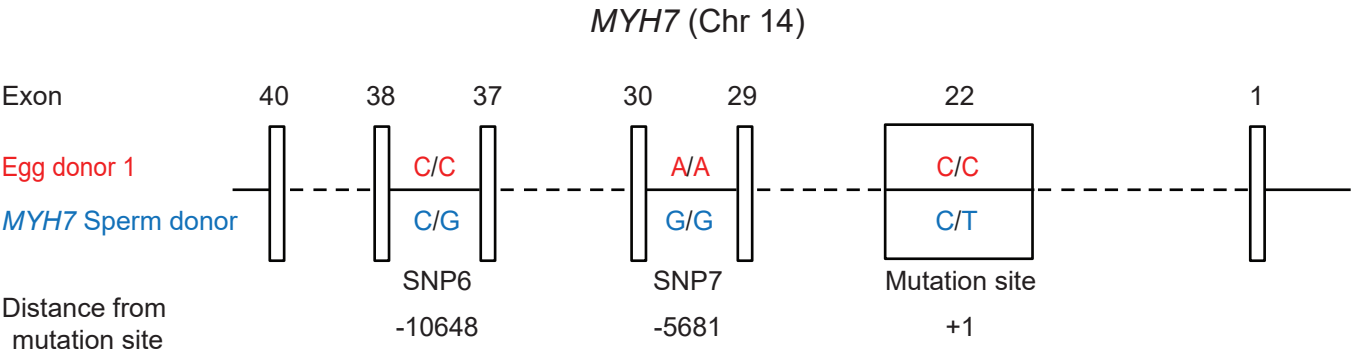 MYH7 (Chr 14)
Exon 40 38 37 30 29 22 1
Egg donor 1 C/C A/A C/C
MYH7 Sperm donor C/G G/G C/T
SNP6 SNP7 Mutation site
Distance from
mutation site -10648 -5681 +1